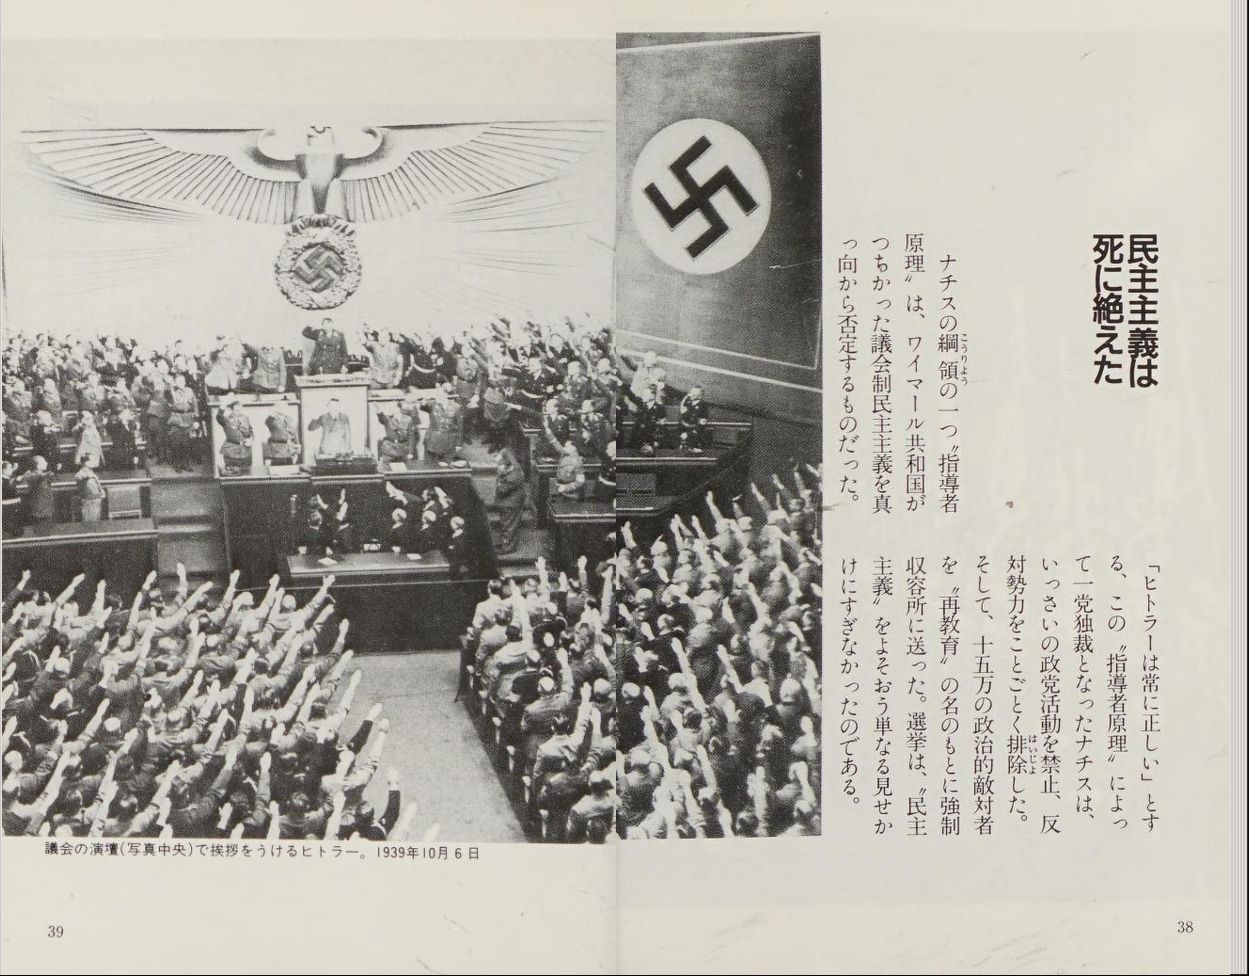 民主主義は
死に絶えた
ナチスの綱領の一つ〝指導者
原理〟は、ワイマール共和国が
つちかった議会制民主主義を真
っ向から否定するものだった。
「ヒトラーは常に正しい」とす
る、この〝指導者原理〟によっ
て一党独裁となったナチスは、
いっさいの政党活動を禁止、反
対勢力をことごとく排除した。
そして、十五万の政治的敵対者
を〝再教育〟の名のもとに強制
収容所に送った。選挙は、〝民主
主義〟をよそおう単なる見せか
けにすぎなかったのである。
こうりよう
はいじよ
38
議会の演壇(写真中央)で挨拶をうけるヒトラー。1939年10月6日
39